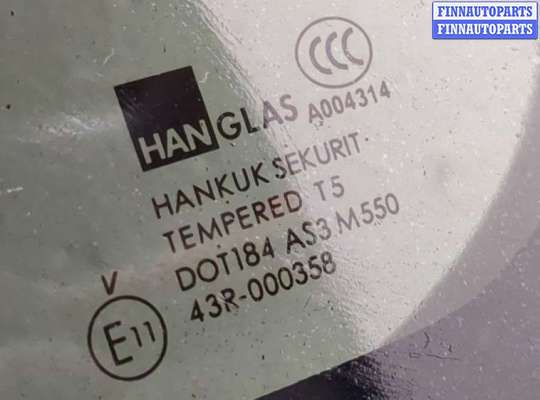 FINNAUTOPARTS
FINNAUTOPARTS
CCC
HANGLAS A004314
HANKUK SEKURIT
TEMPERED T5
DOT184 AS3 M550
V
43R-000358
E11